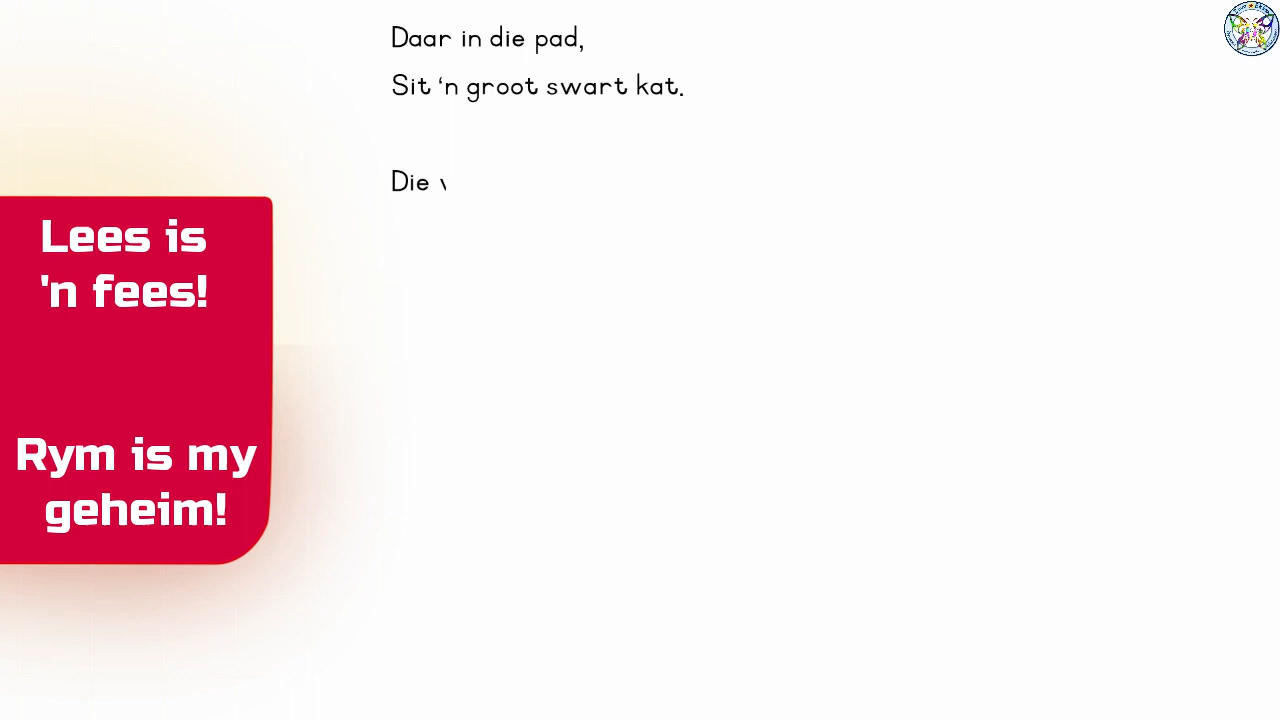 Daar in die pad,
Sit ‘n groot swart kat.
Die
Lees is
'n fees!
Rym is my
geheim!